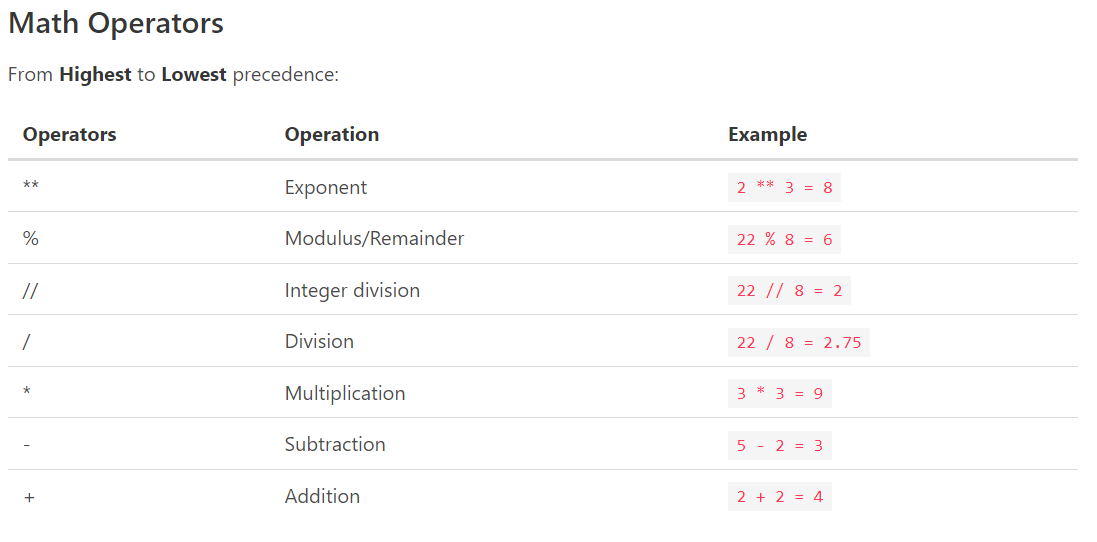 Math Operators
From Highest to Lowest precedence:
Operators Operation Example
** Exponent 2 ** 3 = 8
% Modulus/Remainder 22 % 8 = 6
// Integer division 22 // 8 = 2
/ Division 22 / 8 = 2.75
* Multiplication 3 * 3 = 9
- Subtraction 5 - 2 = 3
+ Addition 2 + 2 = 4